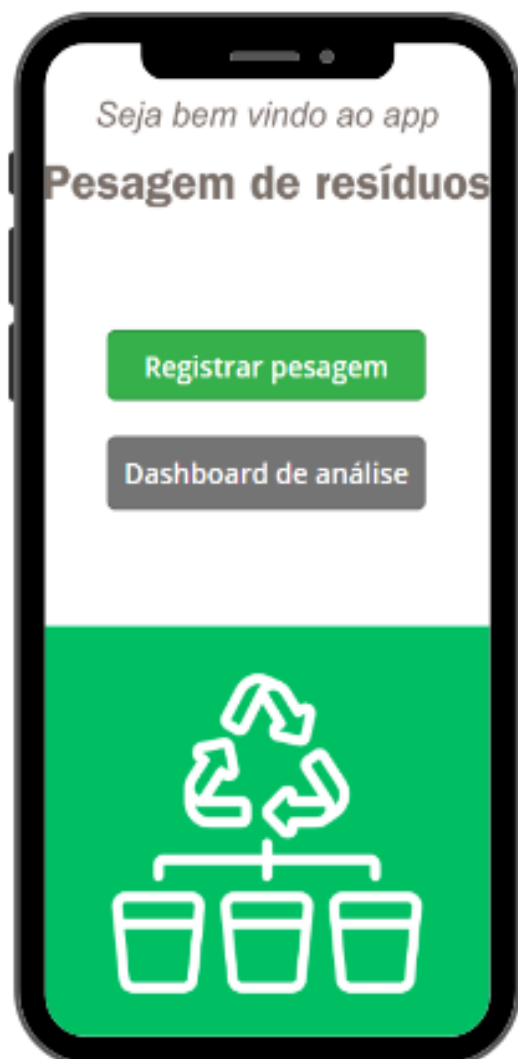 Seja bem vindo ao app
Pesagem de resíduos
Registrar pesagem
Dashboard de análise